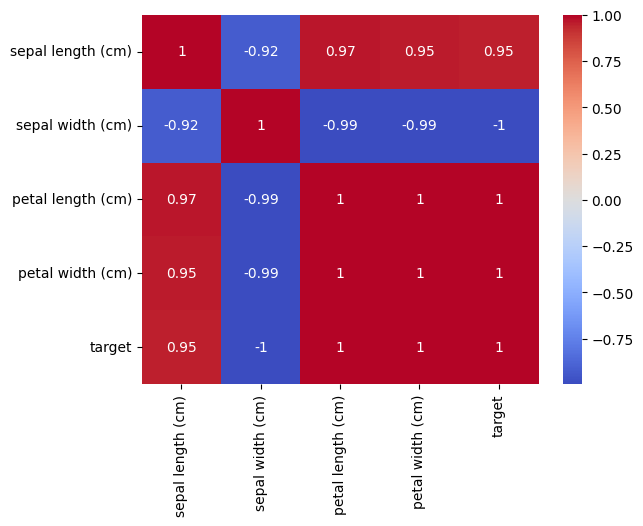 sepal length (cm) 1 -0.92 0.97 0.95 0.95
sepal width (cm) -0.92 1 -0.99 -0.99 -1
petal length (cm) 0.97 -0.99 1 1 1
petal width (cm) 0.95 -0.99 1 1 1
target 0.95 -1 1 1 1
sepal length (cm)
sepal width (cm)
petal length (cm)
petal width (cm)
target
1.00
0.75
0.50
0.25
0.00
−0.25
−0.50
−0.75